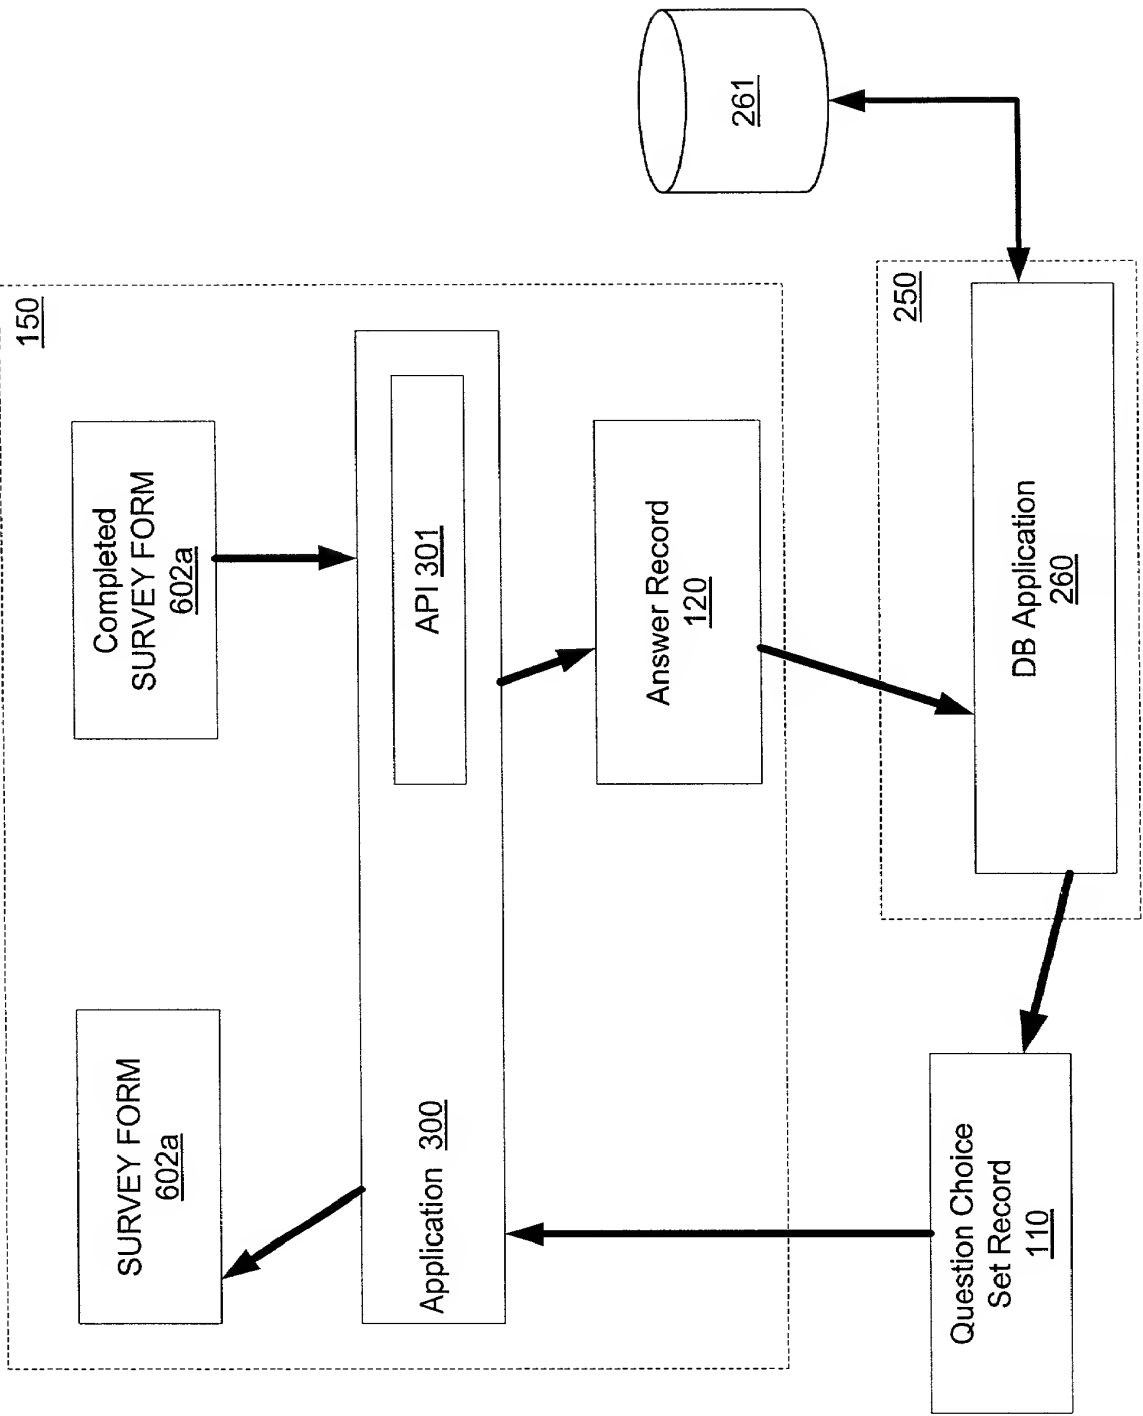 150
SURVEY FORM
602a
Completed
SURVEY FORM
602a
Application 300
API 301
Answer Record
120
Question Choice
Set Record
110
250
DB Application
260
261